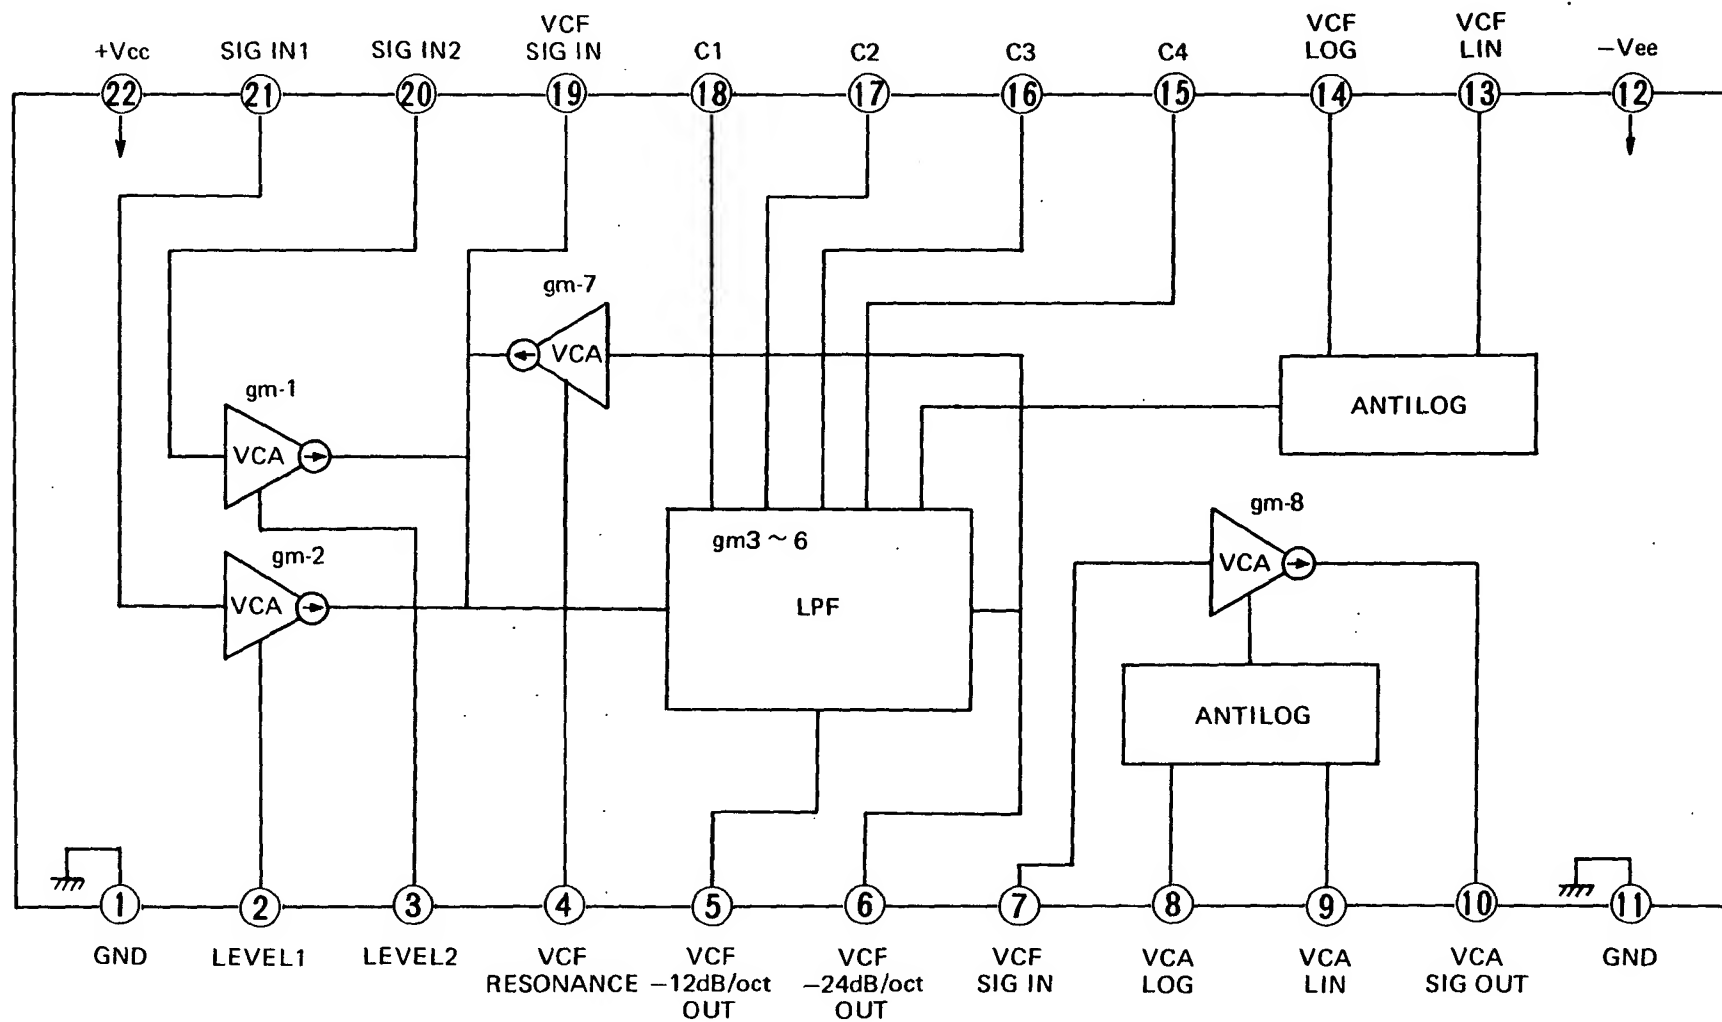 +Vcc
SIG IN1
SIG IN2
VCF
SIG IN
C1
C2
C3
C4
VCF
LOG
VCF
LIN
−Vee
22
21
20
19
18
17
16
15
14
13
12
gm-7
VCA
gm-1
VCA
ANTILOG
gm-8
VCA
gm3 ~ 6
LPF
gm-2
VCA
ANTILOG
1
2
3
4
5
6
7
8
9
10
11
GND
LEVEL1
LEVEL2
VCF
RESONANCE
VCF
−12dB/oct
OUT
VCF
−24dB/oct
OUT
VCF
SIG IN
VCA
LOG
VCA
LIN
VCA
SIG OUT
GND